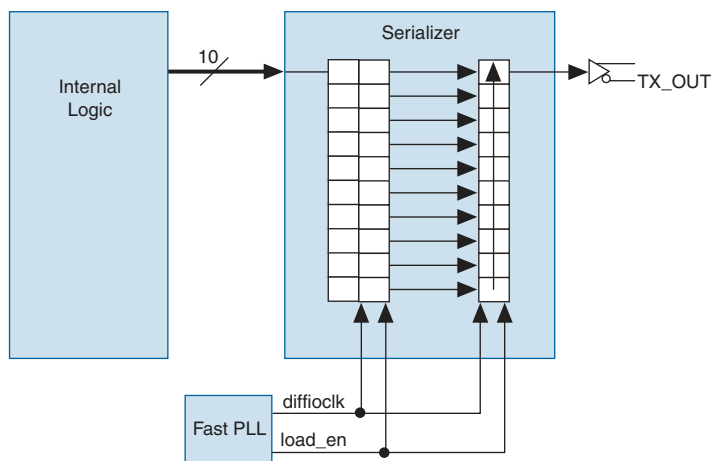 Serializer
10
Internal
Logic
TX_OUT
diffioclk
Fast PLL
load_en